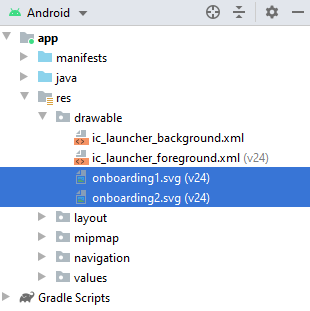 Android
app
manifests
java
res
drawable
ic_launcher_background.xml
ic_launcher_foreground.xml (v24)
onboarding1.svg (v24)
onboarding2.svg (v24)
layout
mipmap
navigation
values
Gradle Scripts